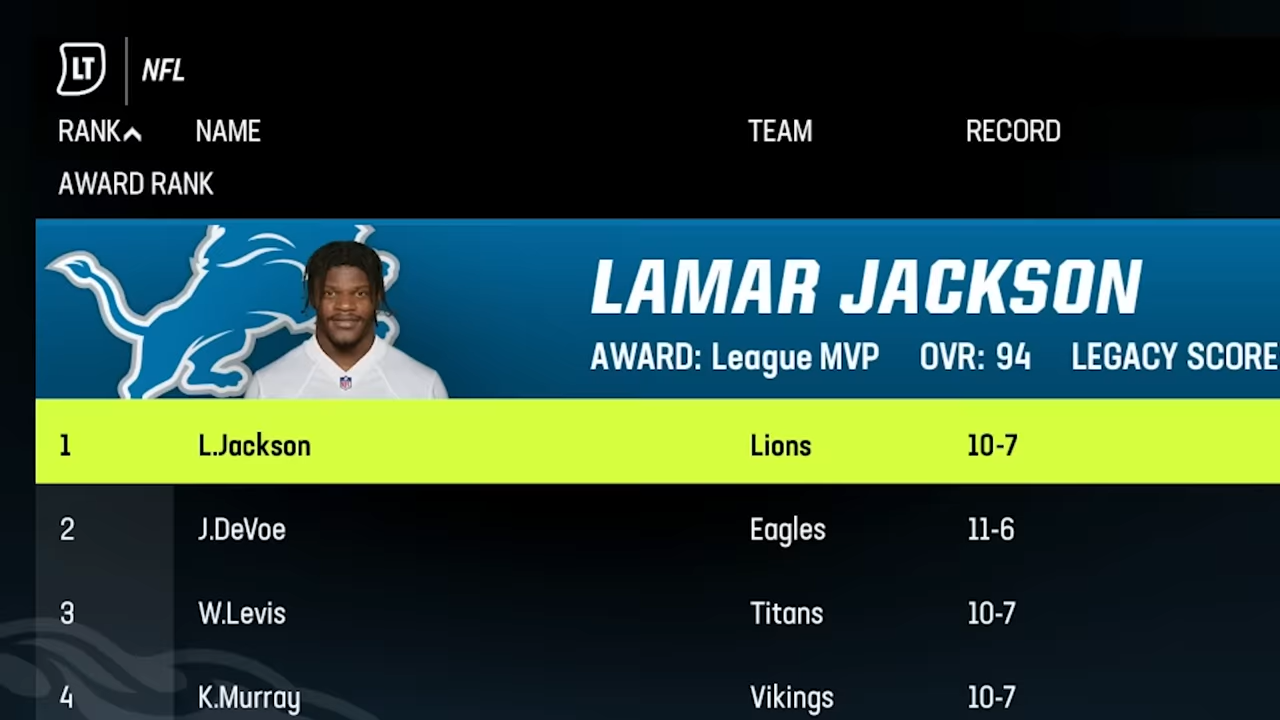 LT NFL
RANK NAME TEAM RECORD
AWARD RANK
LAMAR JACKSON
AWARD: League MVP OVR: 94 LEGACY SCORE
1 L.Jackson Lions 10-7
2 J.DeVoe Eagles 11-6
3 W.Levis Titans 10-7
4 K.Murray Vikings 10-7